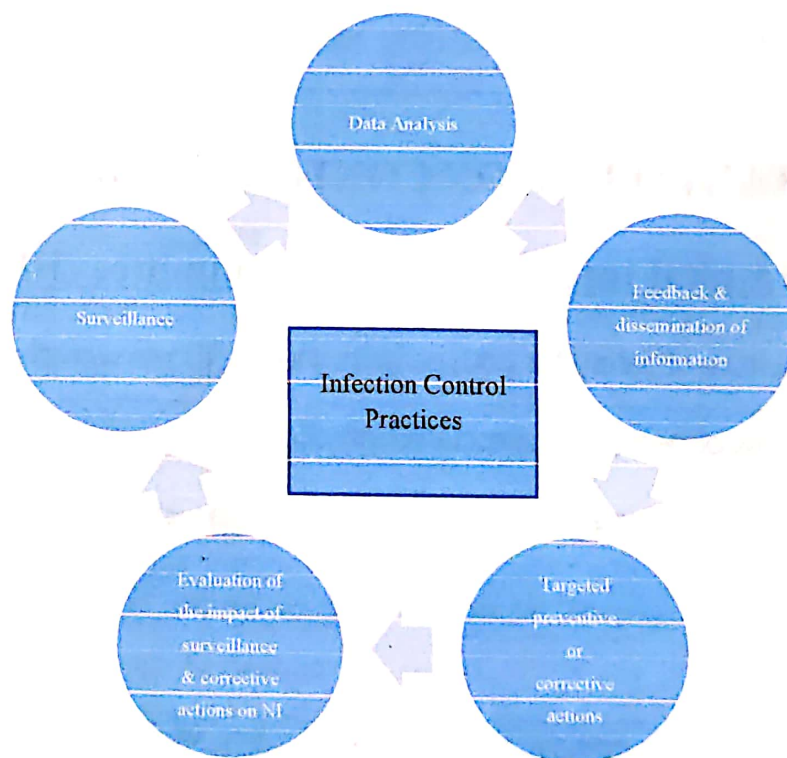 Data Analysis
Surveillance
Feedback &
dissemination of
information
Infection Control
Practices
Evaluation of
the impact of
surveillance
& corrective
actions on NI
Targeted
preventive
or
corrective
actions